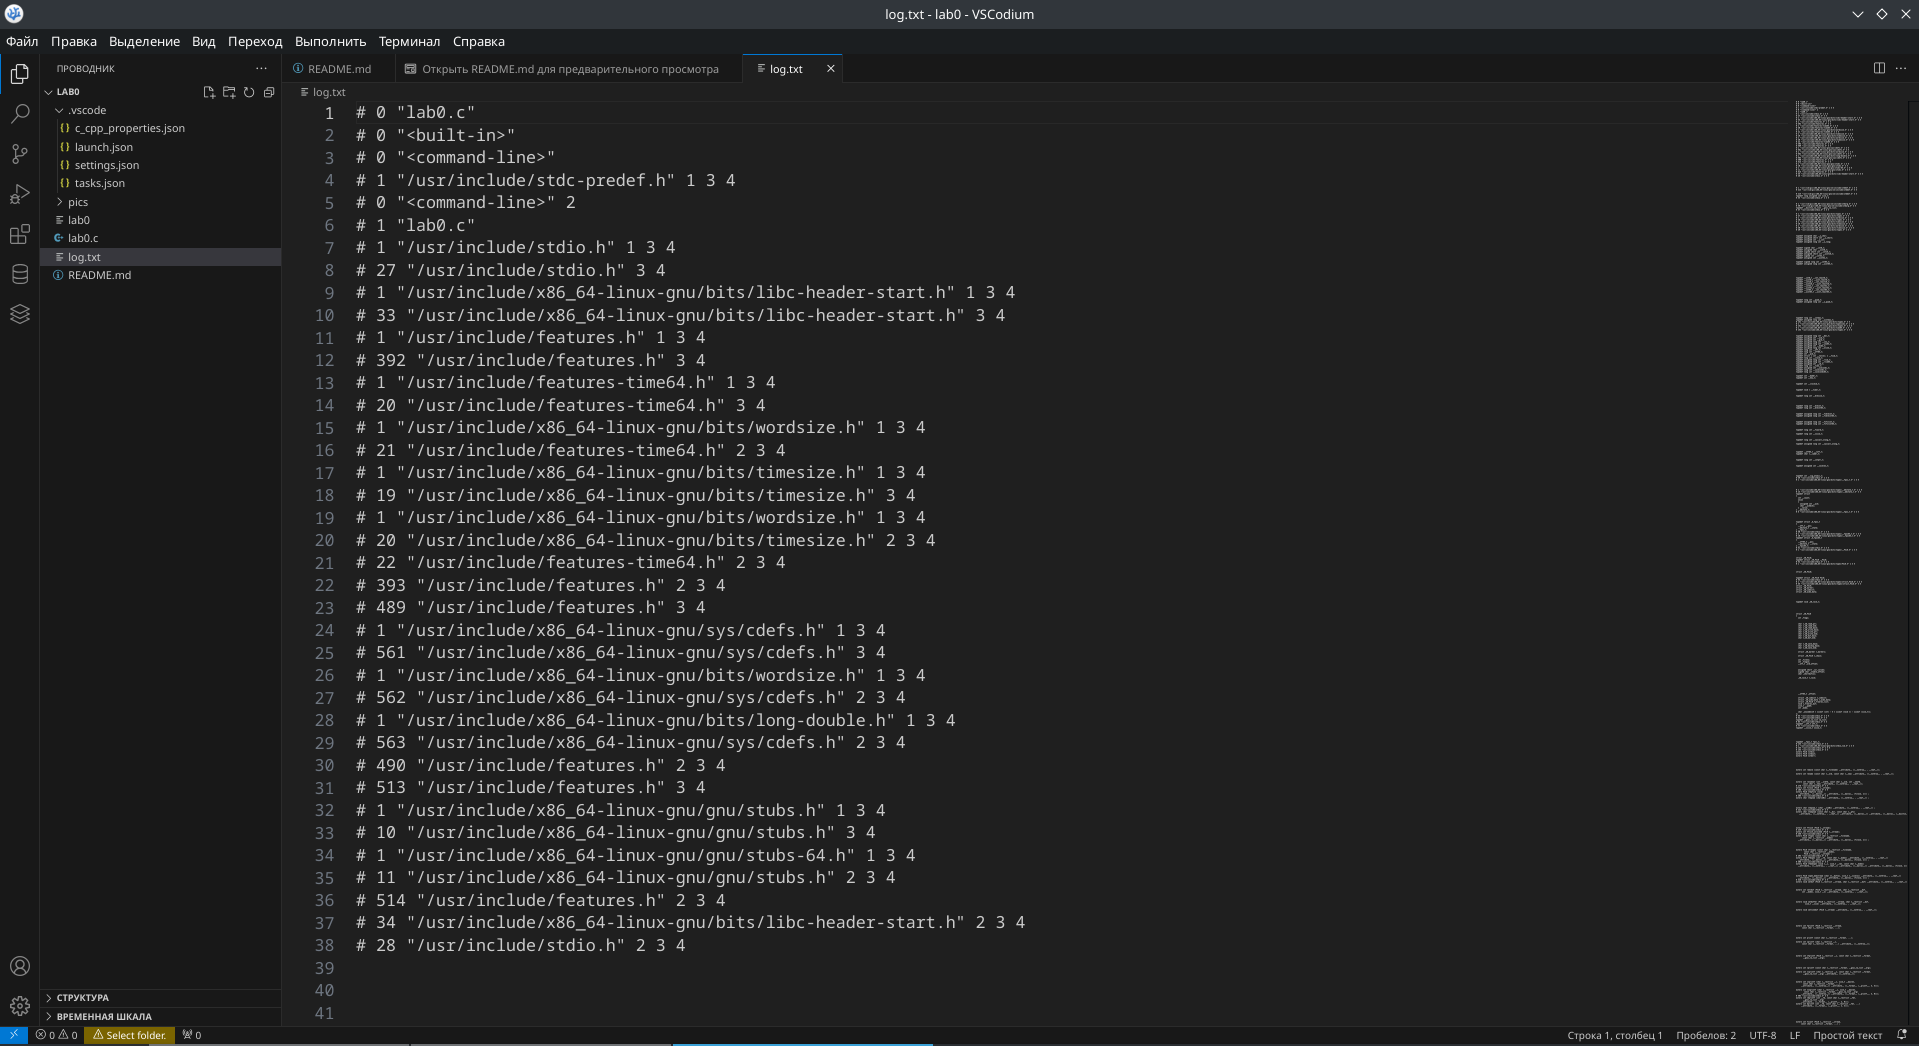 log.txt - lab0 - VSCodium
Файл Правка Выделение Вид Переход Выполнить Терминал Справка
ПРОВОДНИК
README.md
Открыть README.md для предварительного просмотра
log.txt
LAB0
.vscode
c_cpp_properties.json
launch.json
settings.json
tasks.json
pics
lab0
lab0.c
log.txt
README.md
СТРУКТУРА
ВРЕМЕННАЯ ШКАЛА
log.txt
1 # 0 "lab0.c"
2 # 0 "<built-in>"
3 # 0 "<command-line>"
4 # 1 "/usr/include/stdc-predef.h" 1 3 4
5 # 0 "<command-line>" 2
6 # 1 "lab0.c"
7 # 1 "/usr/include/stdio.h" 1 3 4
8 # 27 "/usr/include/stdio.h" 3 4
9 # 1 "/usr/include/x86_64-linux-gnu/bits/libc-header-start.h" 1 3 4
10 # 33 "/usr/include/x86_64-linux-gnu/bits/libc-header-start.h" 3 4
11 # 1 "/usr/include/features.h" 1 3 4
12 # 392 "/usr/include/features.h" 3 4
13 # 1 "/usr/include/features-time64.h" 1 3 4
14 # 20 "/usr/include/features-time64.h" 3 4
15 # 1 "/usr/include/x86_64-linux-gnu/bits/wordsize.h" 1 3 4
16 # 21 "/usr/include/features-time64.h" 2 3 4
17 # 1 "/usr/include/x86_64-linux-gnu/bits/timesize.h" 1 3 4
18 # 19 "/usr/include/x86_64-linux-gnu/bits/timesize.h" 3 4
19 # 1 "/usr/include/x86_64-linux-gnu/bits/wordsize.h" 1 3 4
20 # 20 "/usr/include/x86_64-linux-gnu/bits/timesize.h" 2 3 4
21 # 22 "/usr/include/features-time64.h" 2 3 4
22 # 393 "/usr/include/features.h" 2 3 4
23 # 489 "/usr/include/features.h" 3 4
24 # 1 "/usr/include/x86_64-linux-gnu/sys/cdefs.h" 1 3 4
25 # 561 "/usr/include/x86_64-linux-gnu/sys/cdefs.h" 3 4
26 # 1 "/usr/include/x86_64-linux-gnu/bits/wordsize.h" 1 3 4
27 # 562 "/usr/include/x86_64-linux-gnu/sys/cdefs.h" 2 3 4
28 # 1 "/usr/include/x86_64-linux-gnu/bits/long-double.h" 1 3 4
29 # 563 "/usr/include/x86_64-linux-gnu/sys/cdefs.h" 2 3 4
30 # 490 "/usr/include/features.h" 2 3 4
31 # 513 "/usr/include/features.h" 3 4
32 # 1 "/usr/include/x86_64-linux-gnu/gnu/stubs.h" 1 3 4
33 # 10 "/usr/include/x86_64-linux-gnu/gnu/stubs.h" 3 4
34 # 1 "/usr/include/x86_64-linux-gnu/gnu/stubs-64.h" 1 3 4
35 # 11 "/usr/include/x86_64-linux-gnu/gnu/stubs.h" 2 3 4
36 # 514 "/usr/include/features.h" 2 3 4
37 # 34 "/usr/include/x86_64-linux-gnu/bits/libc-header-start.h" 2 3 4
38 # 28 "/usr/include/stdio.h" 2 3 4
39
40
41
0 0 Select folder. 0
Строка 1, столбец 1 Пробелов: 2 UTF-8 LF Простой текст